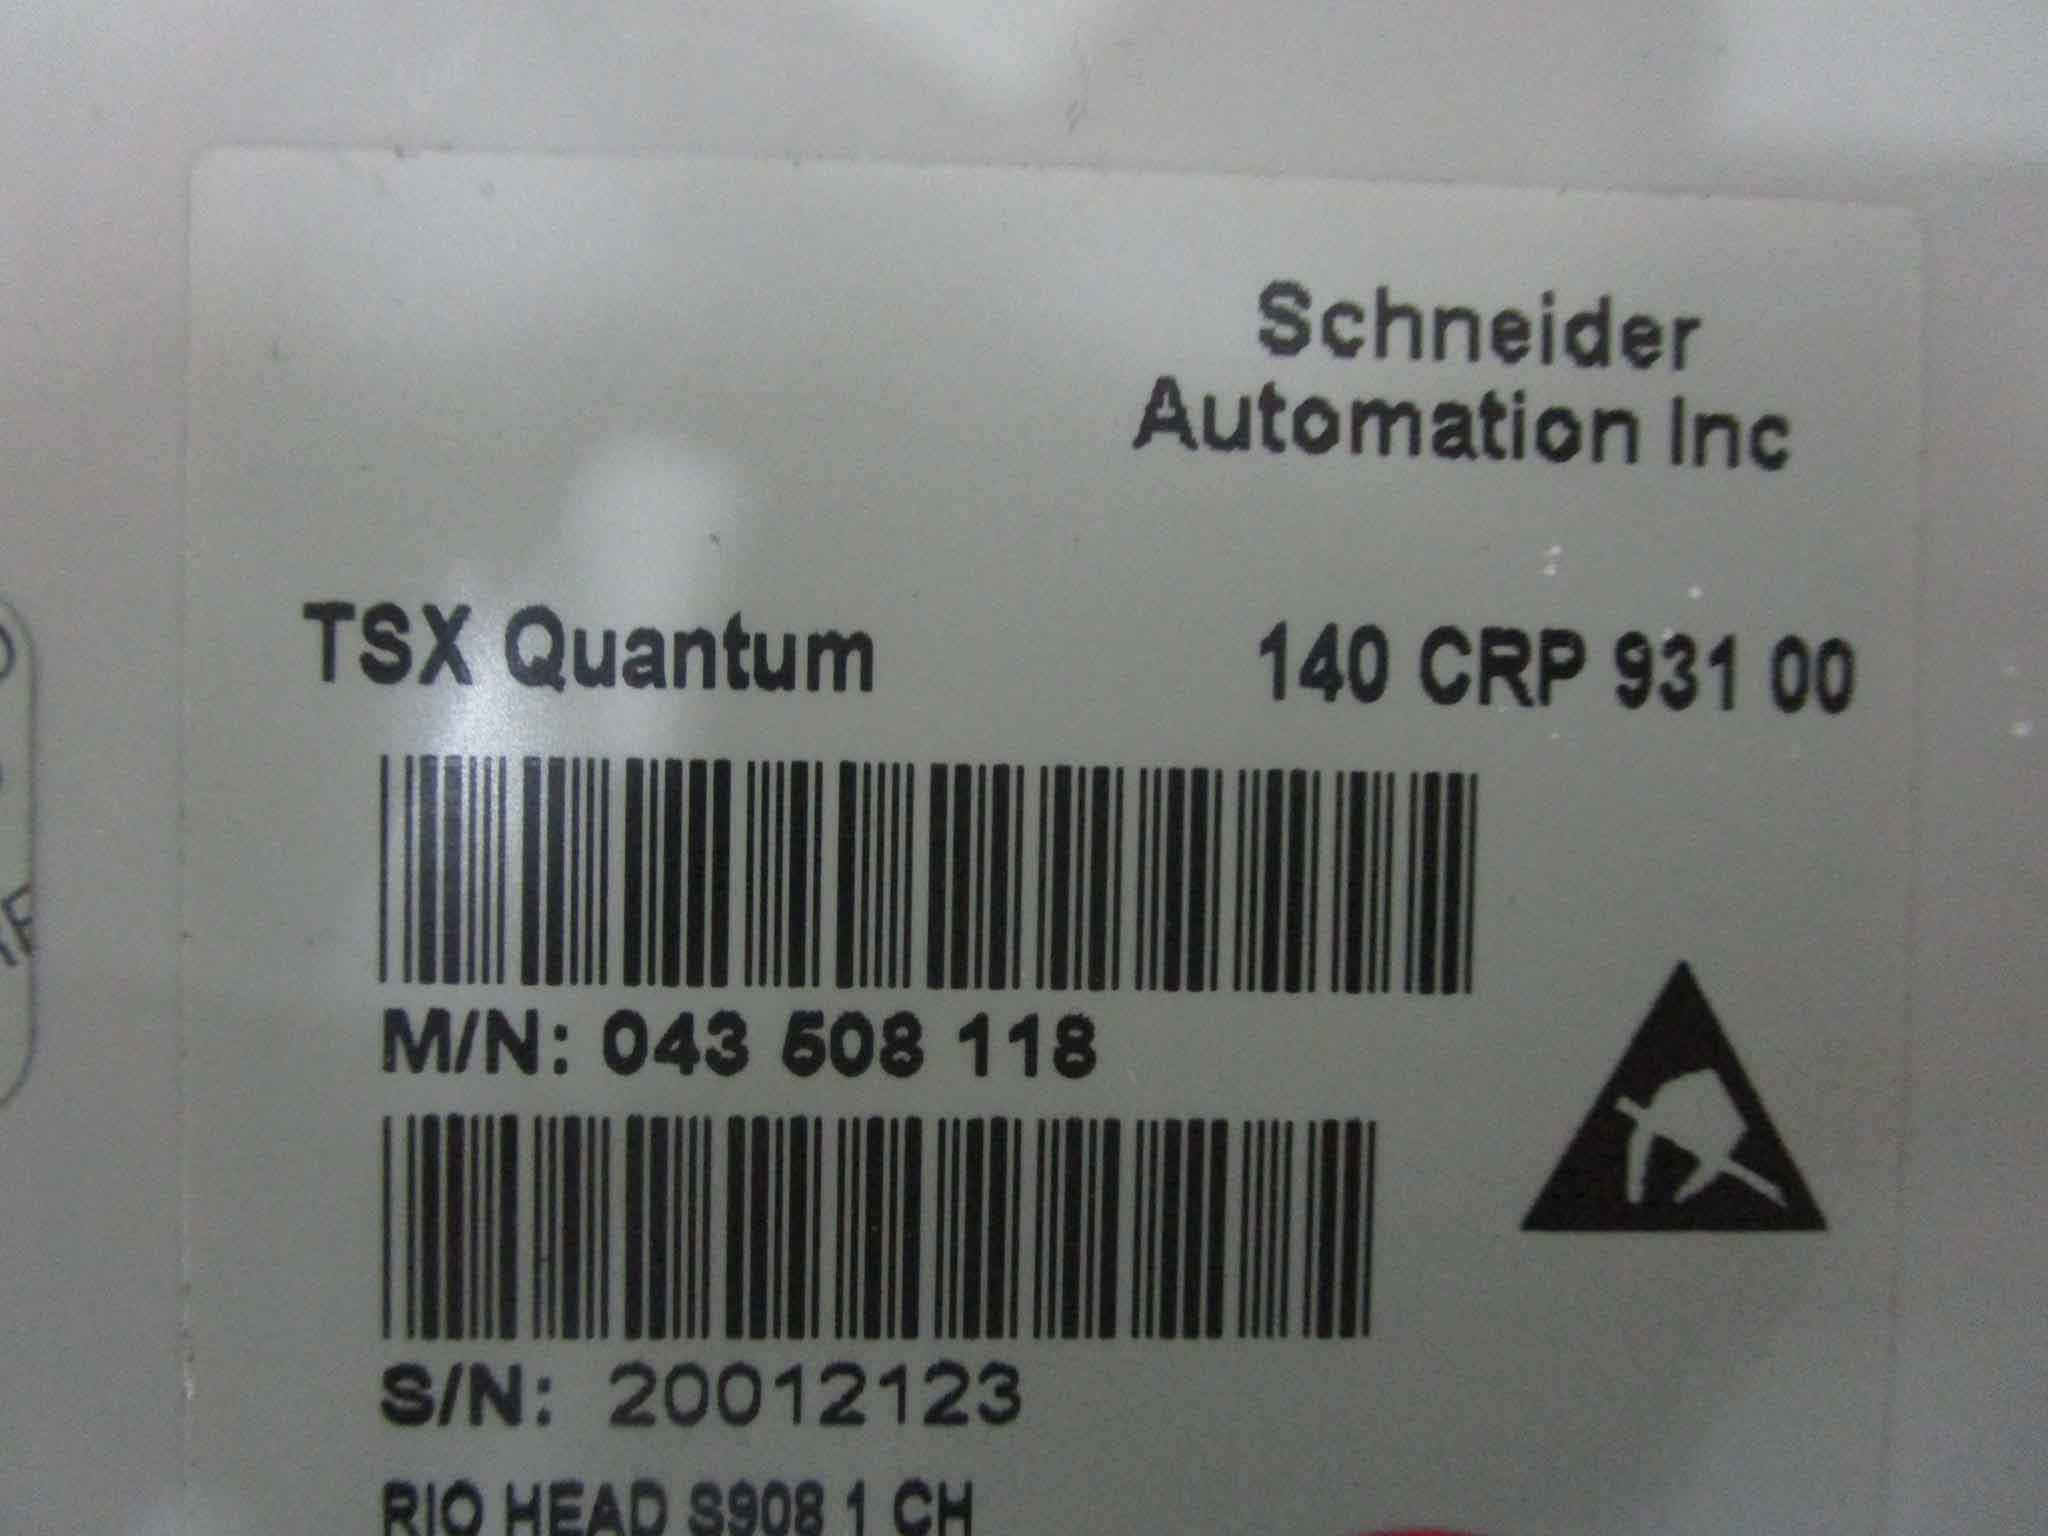 Schneider
Automation Inc
TSX Quantum 140 CRP 931 00
M/N: 043 508 118
S/N: 20012123
RIO HEAD S908 1 CH